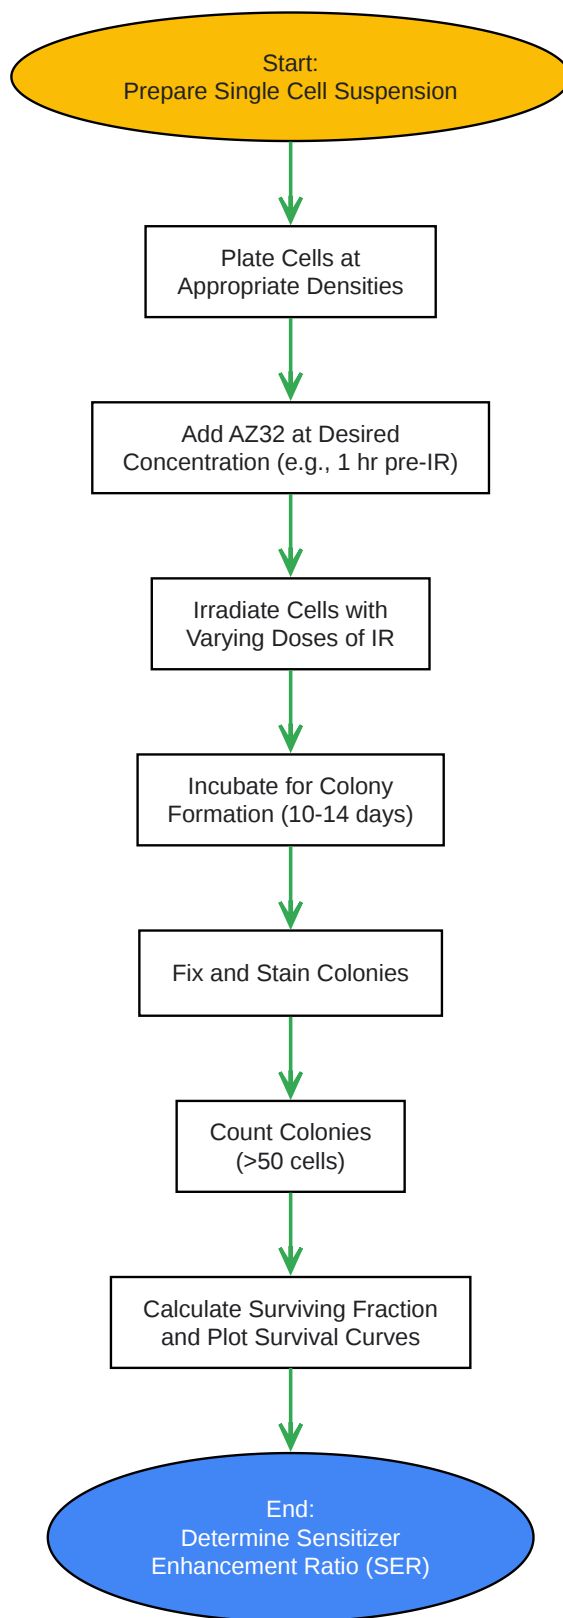 Start:
Prepare Single Cell Suspension
Plate Cells at
Appropriate Densities
Add AZ32 at Desired
Concentration (e.g., 1 hr pre-IR)
Irradiate Cells with
Varying Doses of IR
Incubate for Colony
Formation (10-14 days)
Fix and Stain Colonies
Count Colonies
(>50 cells)
Calculate Surviving Fraction
and Plot Survival Curves
End:
Determine Sensitizer
Enhancement Ratio (SER)